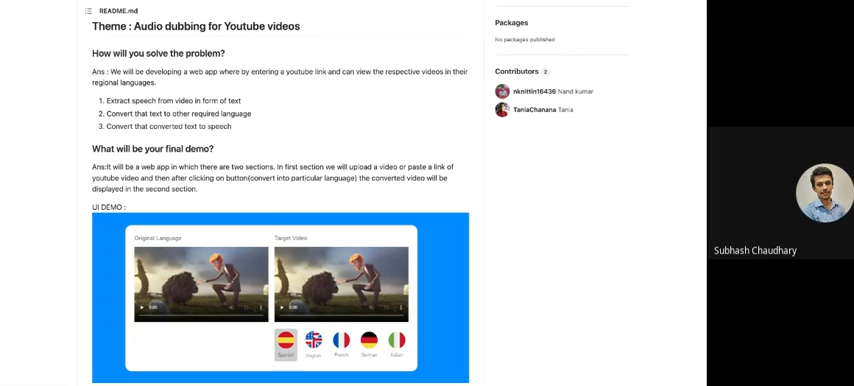 README.md
Theme : Audio dubbing for Youtube videos
How will you solve the problem?
Ans : We will be developing a web app where by entering a youtube link and can view the respective videos in their
regional languages.
1. Extract speech from video in form of text
2. Convert that text to other required language
3. Convert that converted text to speech
What will be your final demo?
Ans:It will be a web app in which there are two sections. In first section we will upload a video or paste a link of
youtube video and then after clicking on button(convert into particular language) the converted video will be
displayed in the second section.
UI DEMO :
Original Language
Target Video
0:00
0:00
Spanish
English
French
German
Italian
Packages
No packages published
Contributors 2
nknittin16436 Nand kumar
TaniaChanana Tania
Subhash Chaudhary